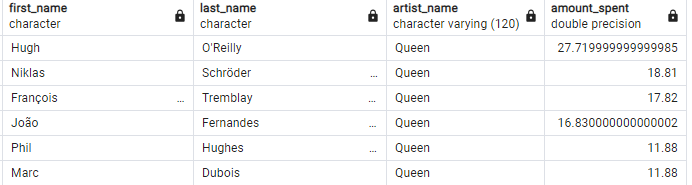 first_name last_name artist_name amount_spent
character character character varying (120) double precision
Hugh O'Reilly Queen 27.719999999999985
Niklas Schröder ... Queen 18.81
François ... Tremblay ... Queen 17.82
João Fernandes ... Queen 16.830000000000002
Phil Hughes ... Queen 11.88
Marc Dubois Queen 11.88